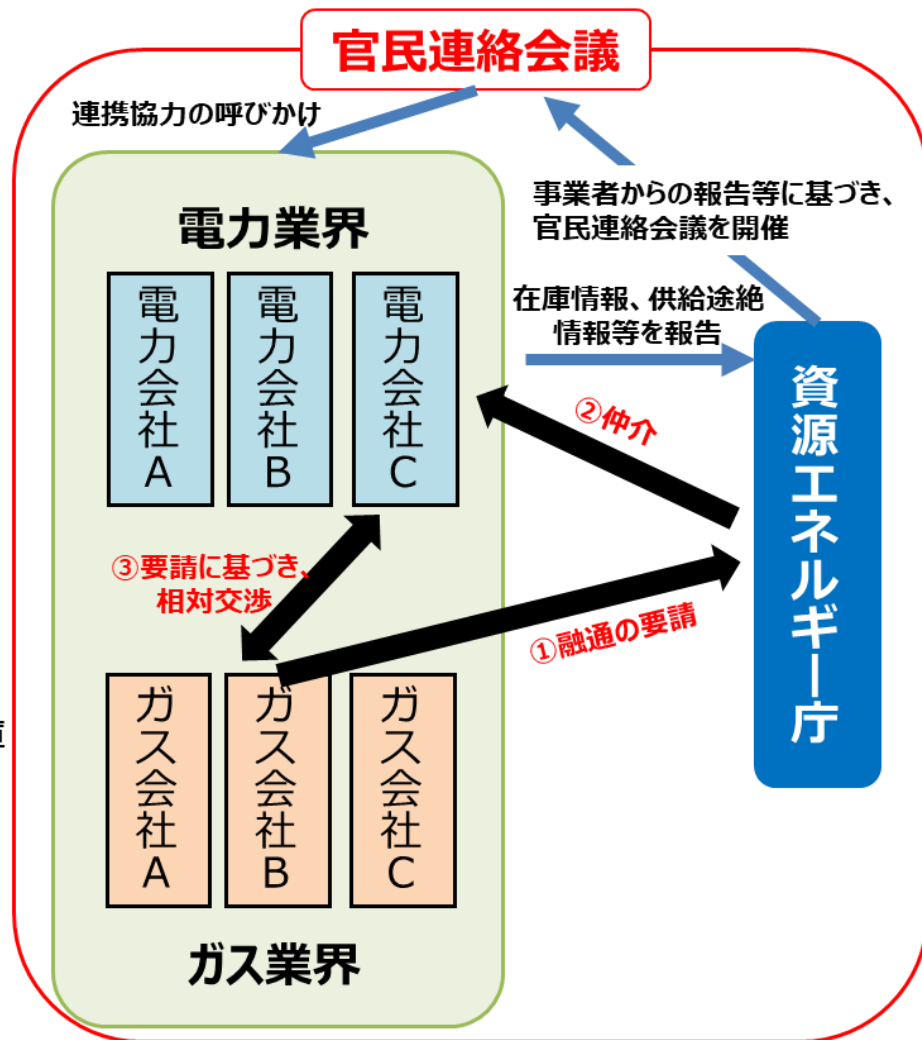 官民連絡会議
連携協力の呼びかけ
事業者からの報告等に基づき、
官民連絡会議を開催
電力業界
在庫情報、供給途絶
情報等を報告
電力会社A
電力会社B
電力会社C
資源エネルギー庁
②仲介
③要請に基づき、
相対交渉
①融通の要請
ガス会社A
ガス会社B
ガス会社C
ガス業界